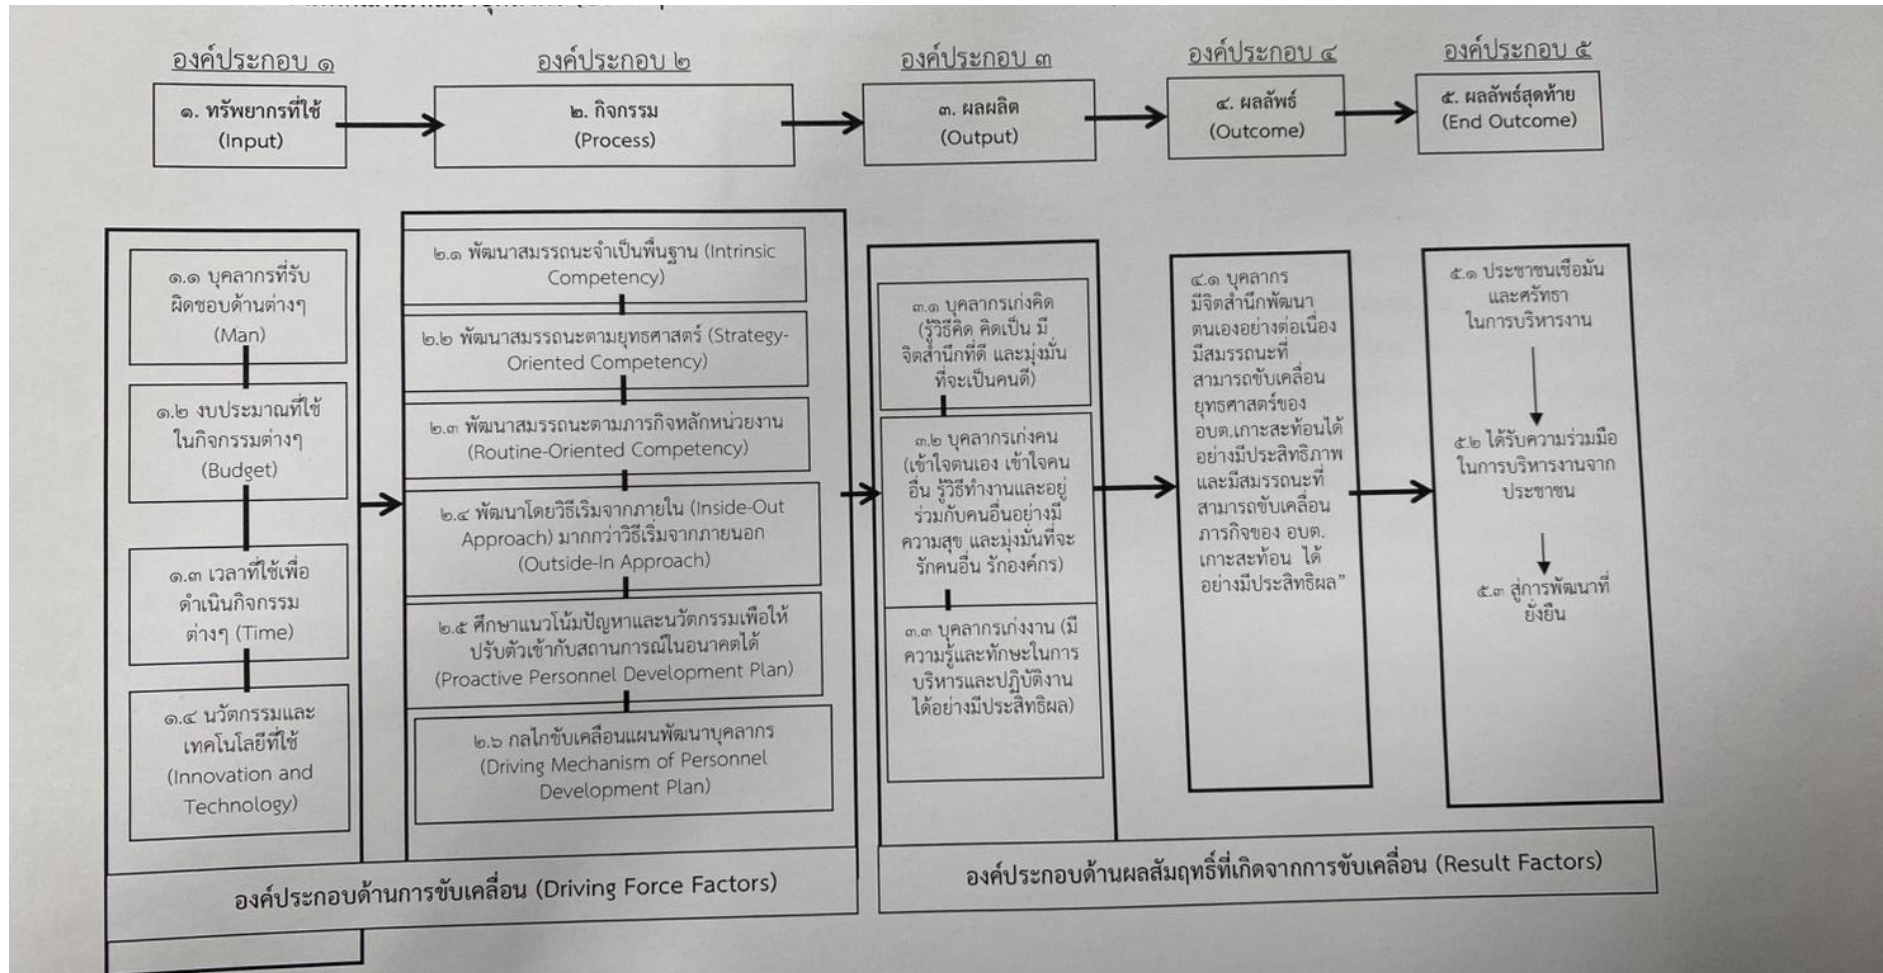 องค์ประกอบ ๑
องค์ประกอบ ๒
องค์ประกอบ ๓
องค์ประกอบ ๔
องค์ประกอบ ๕
๑. ทรัพยากรที่ใช้
(Input)
๒. กิจกรรม
(Process)
๓. ผลผลิต
(Output)
๔. ผลลัพธ์
(Outcome)
๕. ผลลัพธ์สุดท้าย
(End Outcome)
๑.๑ บุคลากรที่รับ
ผิดชอบด้านต่างๆ
(Man)
๑.๒ งบประมาณที่ใช้
ในกิจกรรมต่างๆ
(Budget)
๑.๓ เวลาที่ใช้เพื่อ
ดำเนินกิจกรรม
ต่างๆ (Time)
๑.๔ นวัตกรรมและ
เทคโนโลยีที่ใช้
(Innovation and
Technology)
๒.๑ พัฒนาสมรรถนะจำเป็นพื้นฐาน (Intrinsic
Competency)
๒.๒ พัฒนาสมรรถนะตามยุทธศาสตร์ (Strategy-
Oriented Competency)
๒.๓ พัฒนาสมรรถนะตามภารกิจหลักหน่วยงาน
(Routine-Oriented Competency)
๒.๔ พัฒนาโดยวิธีเริ่มจากภายใน (Inside-Out
Approach) มากกว่าวิธีเริ่มจากภายนอก
(Outside-In Approach)
๒.๕ ศึกษาแนวโน้มปัญหาและนวัตกรรมเพื่อให้
ปรับตัวเข้ากับสถานการณ์ในอนาคตได้
(Proactive Personnel Development Plan)
๒.๖ กลไกขับเคลื่อนแผนพัฒนาบุคลากร
(Driving Mechanism of Personnel
Development Plan)
๓.๑ บุคลากรเก่งคิด
(รู้วิธีคิด คิดเป็น มี
จิตสำนึกที่ดี และมุ่งมั่น
ที่จะเป็นคนดี)
๓.๒ บุคลากรเก่งคน
(เข้าใจตนเอง เข้าใจคน
อื่น รู้วิธีทำงานและอยู่
ร่วมกับคนอื่นอย่างมี
ความสุข และมุ่งมั่นที่จะ
รักคนอื่น รักองค์กร)
๓.๓ บุคลากรเก่งงาน (มี
ความรู้และทักษะในการ
บริหารและปฏิบัติงาน
ได้อย่างมีประสิทธิผล)
๔.๑ บุคลากร
มีจิตสำนึกพัฒนา
ตนเองอย่างต่อเนื่อง
มีสมรรถนะที่
สามารถขับเคลื่อน
ยุทธศาสตร์ของ
อบต.เกาะสะท้อนได้
อย่างมีประสิทธิภาพ
และมีสมรรถนะที่
สามารถขับเคลื่อน
ภารกิจของ อบต.
เกาะสะท้อน ได้
อย่างมีประสิทธิผล”
๕.๑ ประชาชนเชื่อมั่น
และศรัทธา
ในการบริหารงาน
๕.๒ ได้รับความร่วมมือ
ในการบริหารงานจาก
ประชาชน
๕.๓ สู่การพัฒนาที่
ยั่งยืน
องค์ประกอบด้านการขับเคลื่อน (Driving Force Factors)
องค์ประกอบด้านผลสัมฤทธิ์ที่เกิดจากการขับเคลื่อน (Result Factors)